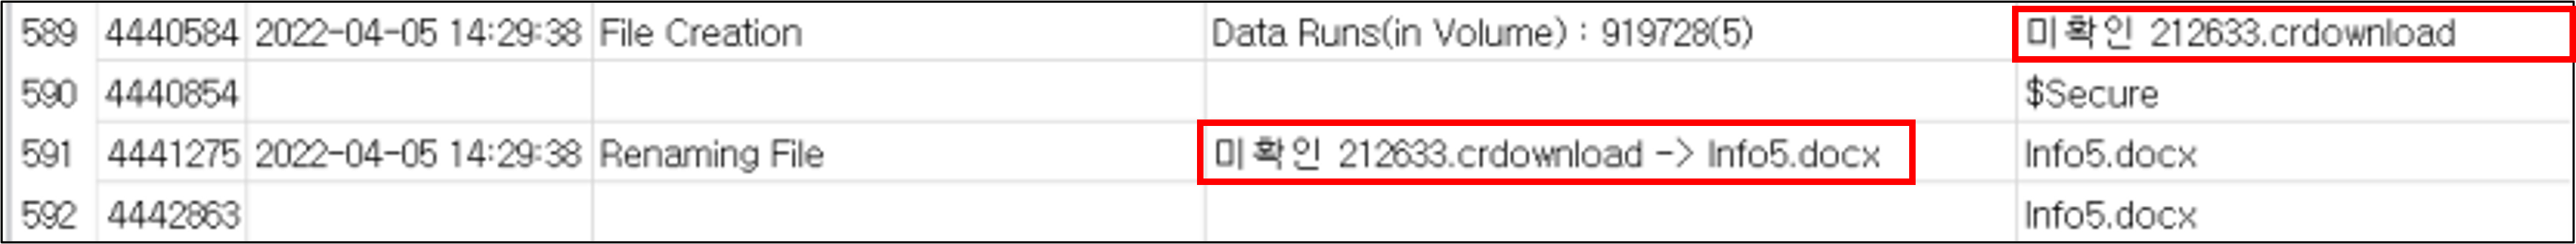 589 4440584 2022-04-05 14:29:38 File Creation Data Runs(in Volume) : 919728(5) 미확인 212633.crdownload
590 4440854 $Secure
591 4441275 2022-04-05 14:29:38 Renaming File 미확인 212633.crdownload -> Info5.docx Info5.docx
592 4442863 Info5.docx